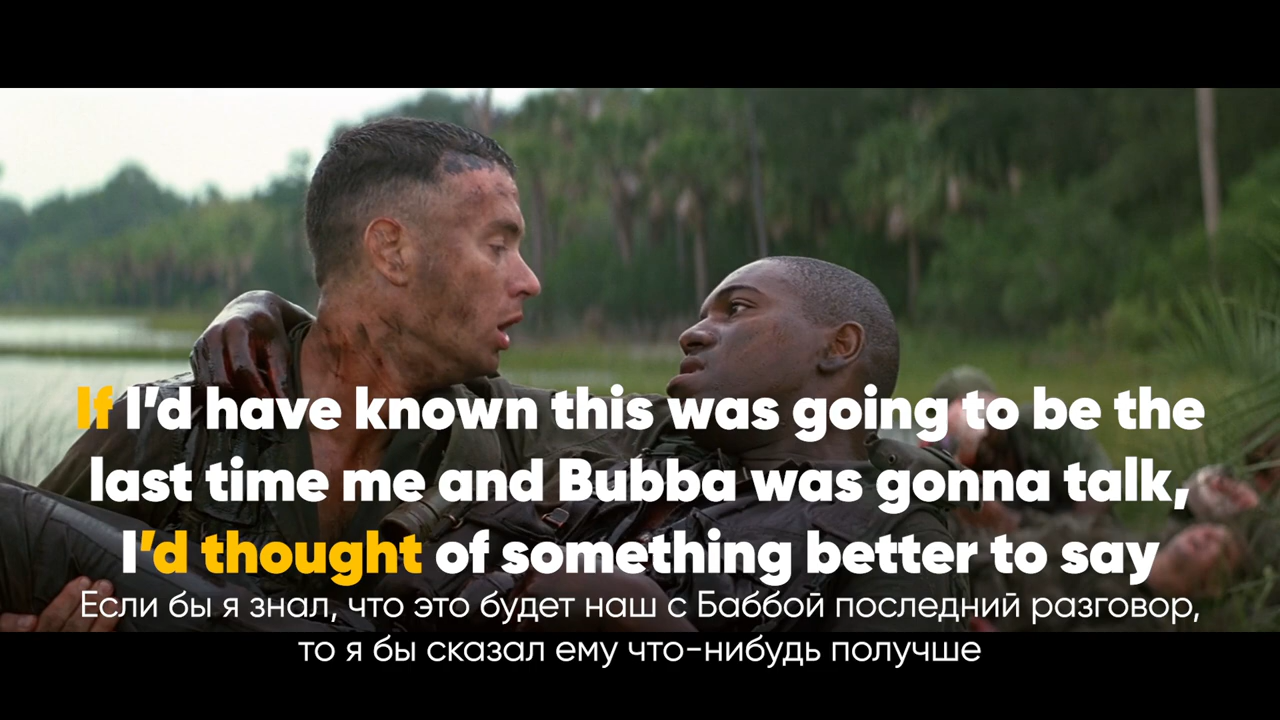 If I’d have known this was going to be the
last time me and Bubba was gonna talk,
I’d thought of something better to say
Если бы я знал, что это будет наш с Баббой последний разговор,
то я бы сказал ему что-нибудь получше